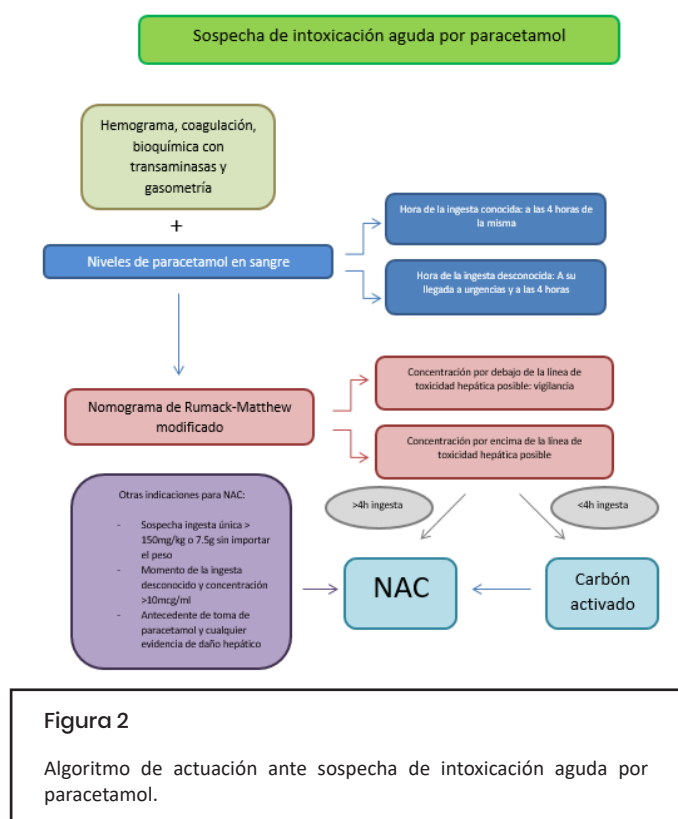 Sospecha de intoxicación aguda por paracetamol
Hemograma, coagulación,
bioquímica con
transaminasas y
gasometría
+
Niveles de paracetamol en sangre
Hora de la ingesta conocida: a las 4 horas de
la misma
Hora de la ingesta desconocida: A su
llegada a urgencias y a las 4 horas
Nomograma de Rumack-Matthew
modificado
Concentración por debajo de la línea de
toxicidad hepática posible: vigilancia
Concentración por encima de la línea de
toxicidad hepática posible
>4h ingesta
<4h ingesta
Otras indicaciones para NAC:
- Sospecha ingesta única >
150mg/kg o 7.5g sin importar
el peso
- Momento de la ingesta
desconocido y concentración
>10mcg/ml
- Antecedente de toma de
paracetamol y cualquier
evidencia de daño hepático
NAC
Carbón
activado
Figura 2
Algoritmo de actuación ante sospecha de intoxicación aguda por
paracetamol.